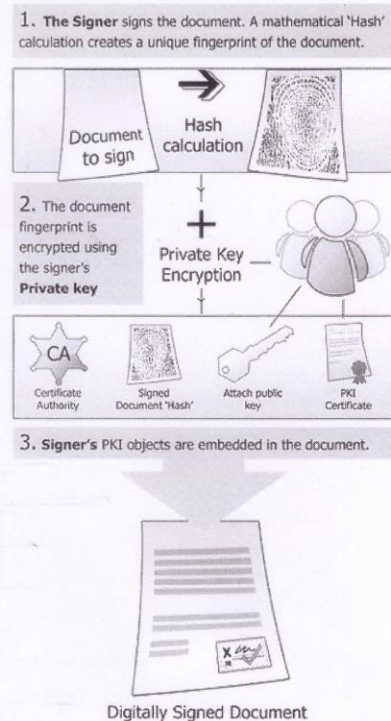 1. The Signer signs the document. A mathematical 'Hash'
calculation creates a unique fingerprint of the document.
Document
to sign
Hash
calculation
2. The document
fingerprint is
encrypted using
the signer's
Private key
+
Private Key
Encryption
CA
Certificate
Authority
Signed
Document 'Hash'
Attach public
key
PKI
Certificate
3. Signer's PKI objects are embedded in the document.
X
Digitally Signed Document